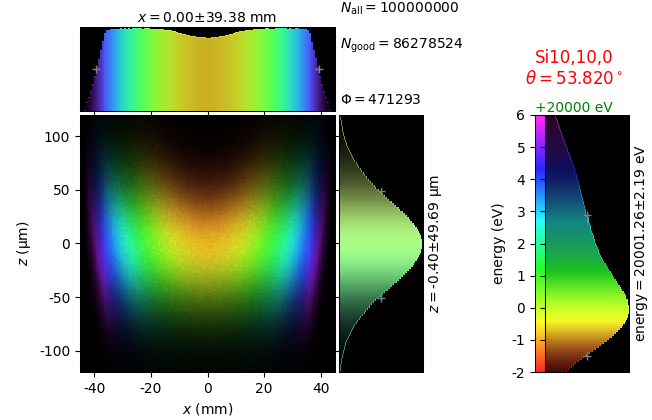 x = 0.00±39.38 mm
N_all = 100000000
N_good = 86278524
Φ = 471293
Si10,10,0
θ = 53.820°
+20000 eV
100
50
0
-50
-100
z (μm)
-40 -20 0 20 40
x (mm)
z = -0.40±49.69 μm
6
5
4
3
2
1
0
-1
-2
energy (eV)
energy = 20001.26±2.19 eV